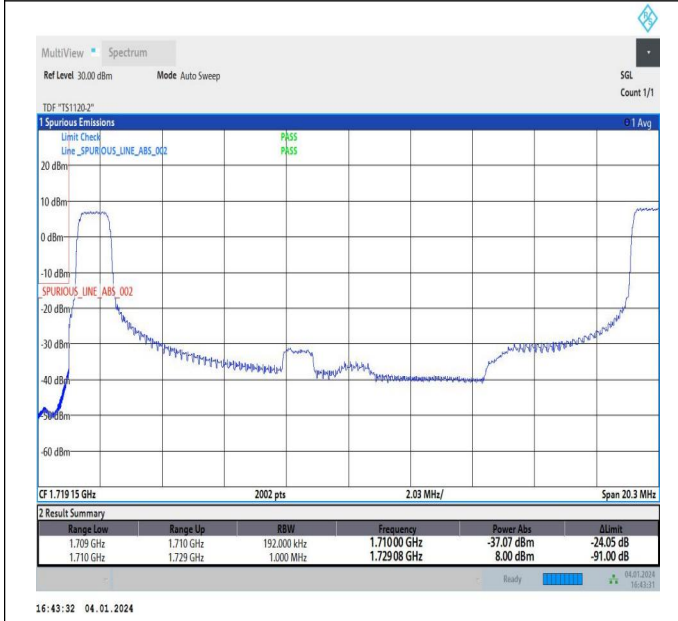 R S
MultiView Spectrum
Ref Level 30.00 dBm Mode Auto Sweep SGL
Count 1/1
TDF "TS1120-2"
1 Spurious Emissions 1 Avg
Limit Check PASS
Line _SPURIOUS_LINE_ABS_002 PASS
20 dBm
10 dBm
0 dBm
-10 dBm
_SPURIOUS_LINE_ABS_002
-20 dBm
-30 dBm
-40 dBm
-50 dBm
-60 dBm
CF 1.719 15 GHz 2002 pts 2.03 MHz/ Span 20.3 MHz
2 Result Summary
Range Low Range Up RBW Frequency Power Abs ΔLimit
1.709 GHz 1.710 GHz 192.000 kHz 1.71000 GHz -37.07 dBm -24.05 dB
1.710 GHz 1.729 GHz 1.000 MHz 1.72908 GHz 8.00 dBm -91.00 dB
Ready 04.01.2024
16:43:31
16:43:32 04.01.2024